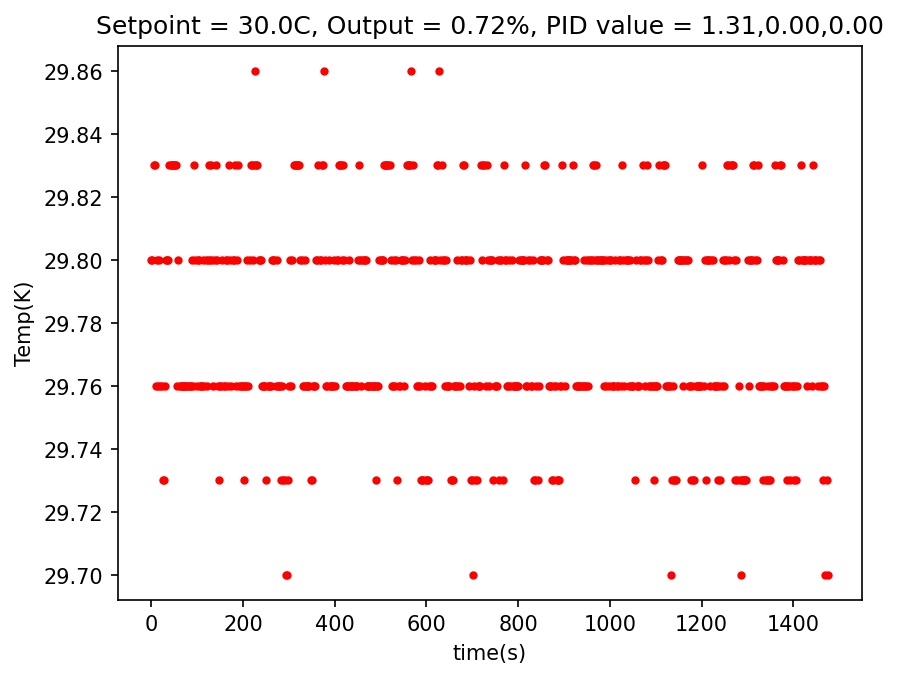 Setpoint = 30.0C, Output = 0.72%, PID value = 1.31,0.00,0.00
29.86
29.84
29.82
29.80
29.78
29.76
29.74
29.72
29.70
Temp(K)
0 200 400 600 800 1000 1200 1400
time(s)